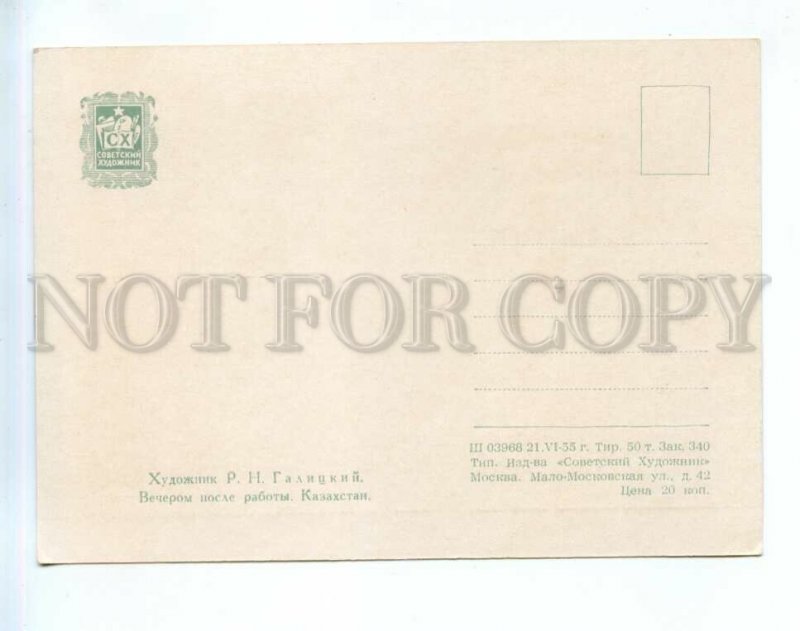 СХ
СОВЕТСКИЙ
ХУДОЖНИК
NOT FOR COPY
Художник Р. Н. Галицкий.
Вечером после работы. Казахстан.
Ш 03968 21.VI-55 г. Тир. 50 т. Зак. 340
Тип. Изд-ва «Советский Художник»
Москва. Мало-Московская ул., д. 42
Цена 20 коп.